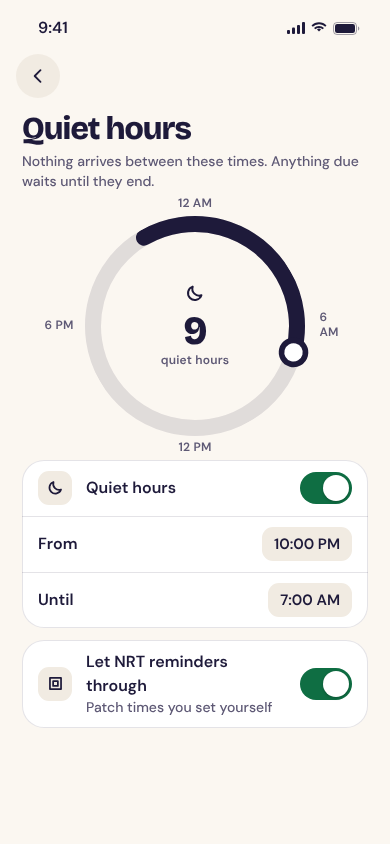 9:41
Quiet hours
Nothing arrives between these times. Anything due
waits until they end.
12 AM
6 PM
9
quiet hours
6
AM
12 PM
Quiet hours
From
10:00 PM
Until
7:00 AM
Let NRT reminders
through
Patch times you set yourself